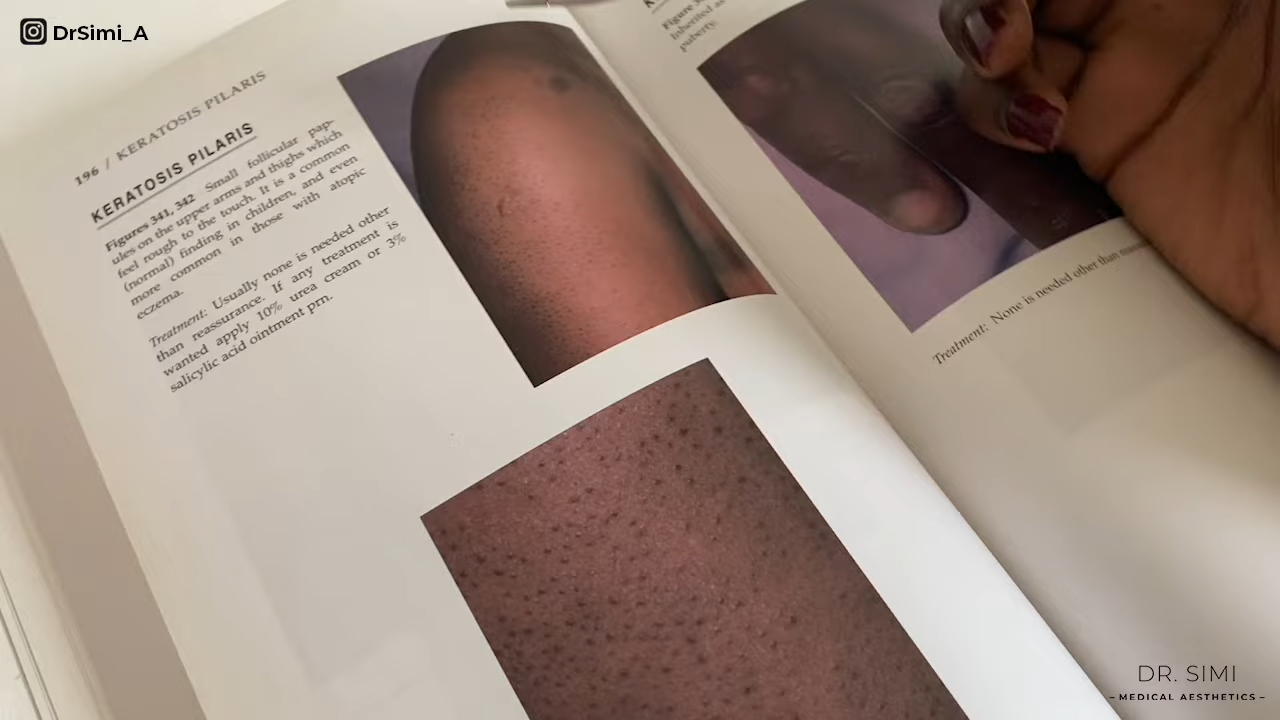 DrSimi_A
196 / KERATOSIS PILARIS
KERATOSIS PILARIS
Figures 341, 342 Small follicular pap-
ules on the upper arms and thighs which
feel rough to the touch. It is a common
(normal) finding in children, and even
more common in those with atopic
eczema.
Treatment: Usually none is needed other
than reassurance. If any treatment is
wanted apply 10% urea cream or 3%
salicylic acid ointment prn.
inherited as
puberty.
Treatment: None is needed other than
DR. SIMI
– MEDICAL AESTHETICS –